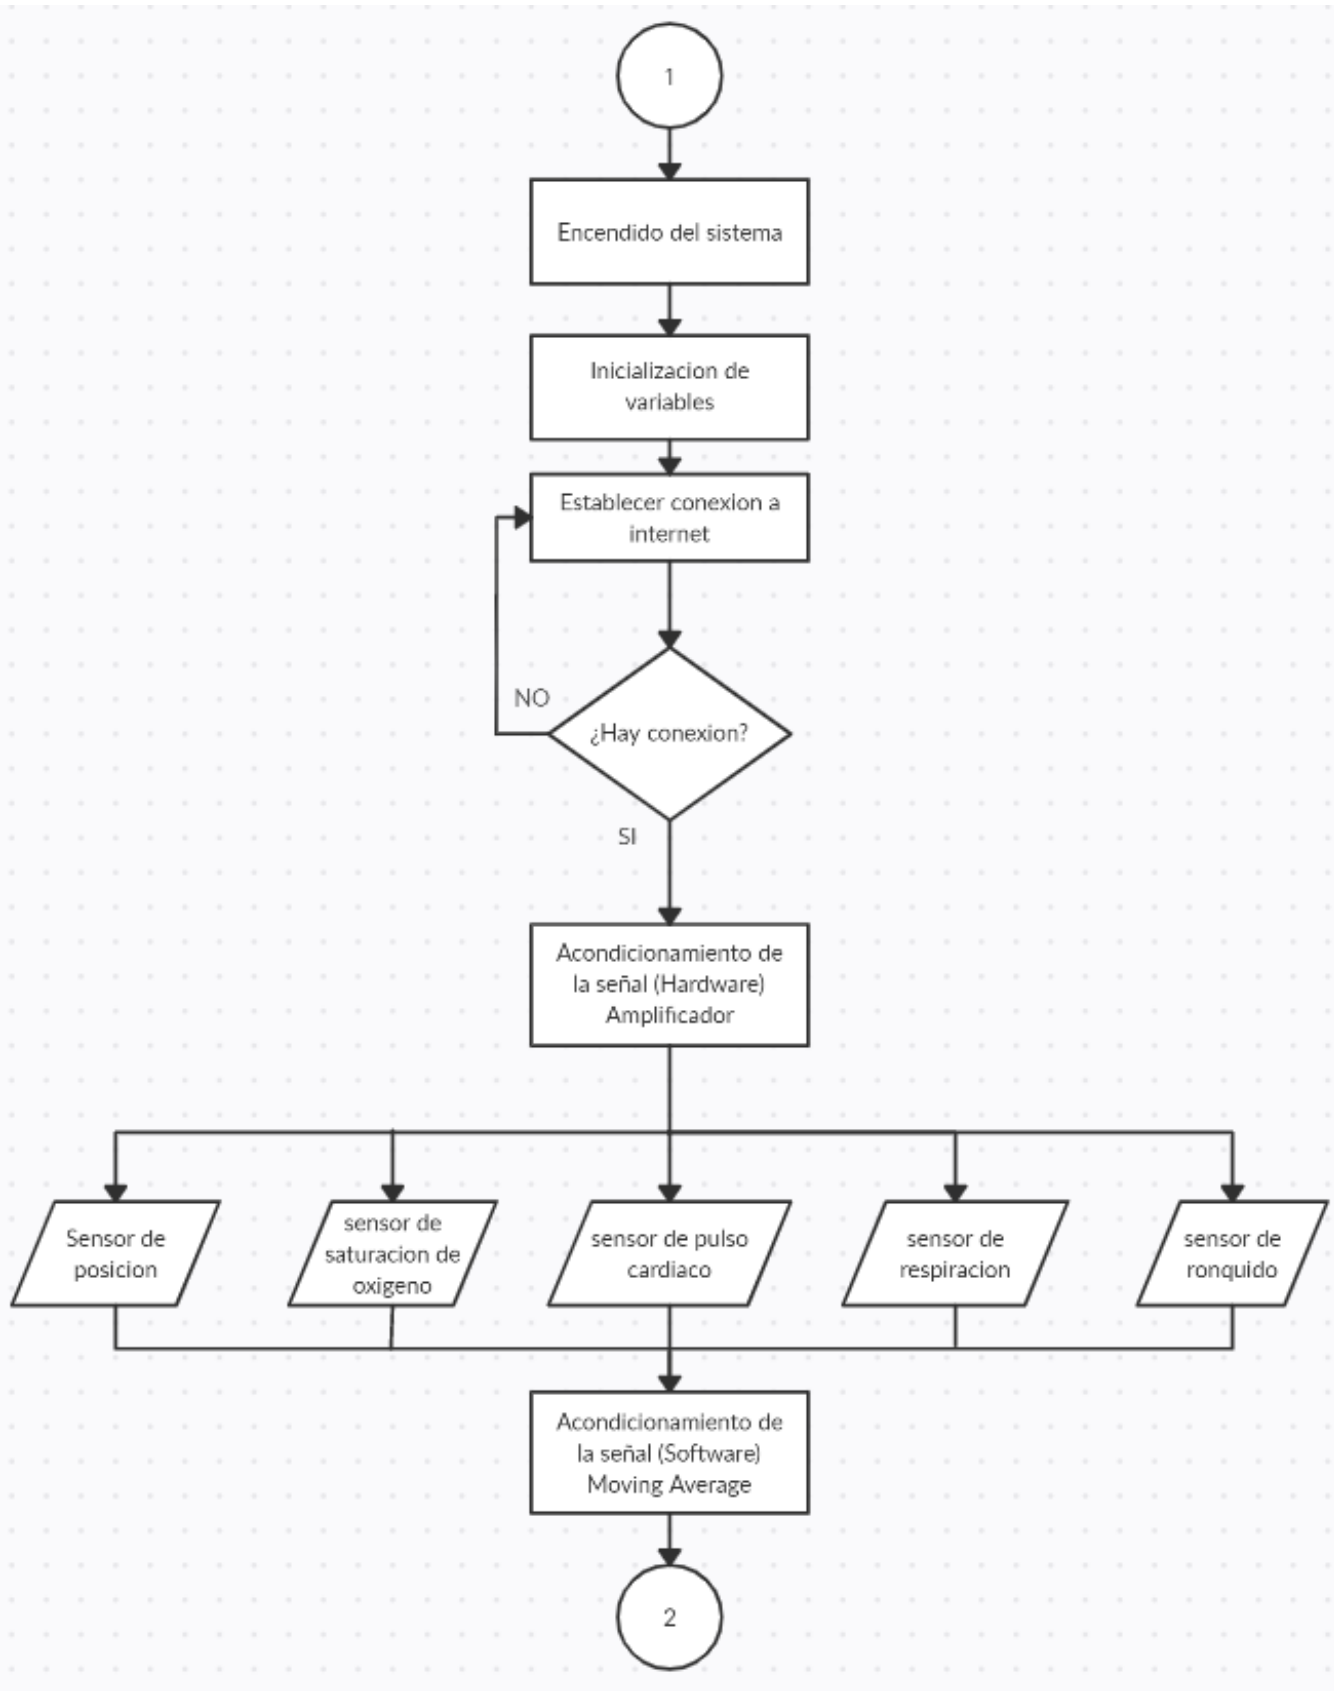 1
Encendido del sistema
Inicializacion de
variables
Establecer conexion a
internet
NO
¿Hay conexion?
SI
Acondicionamiento de
la señal (Hardware)
Amplificador
Sensor de
posicion
sensor de
saturacion de
oxigeno
sensor de pulso
cardiaco
sensor de
respiracion
sensor de
ronquido
Acondicionamiento de
la señal (Software)
Moving Average
2